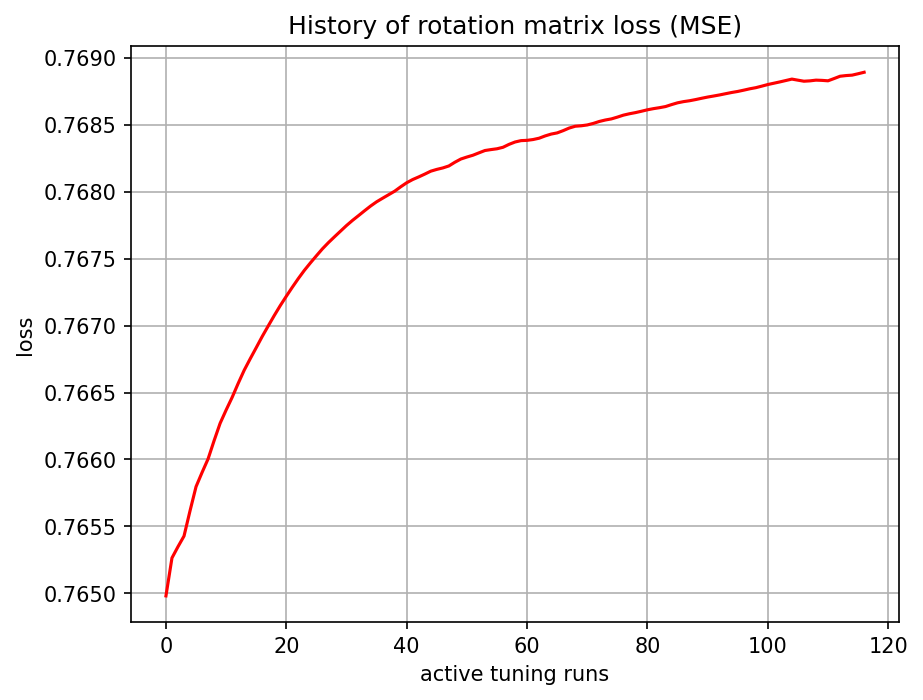 History of rotation matrix loss (MSE)
0.7690
0.7685
0.7680
0.7675
0.7670
0.7665
0.7660
0.7655
0.7650
loss
0 20 40 60 80 100 120
active tuning runs